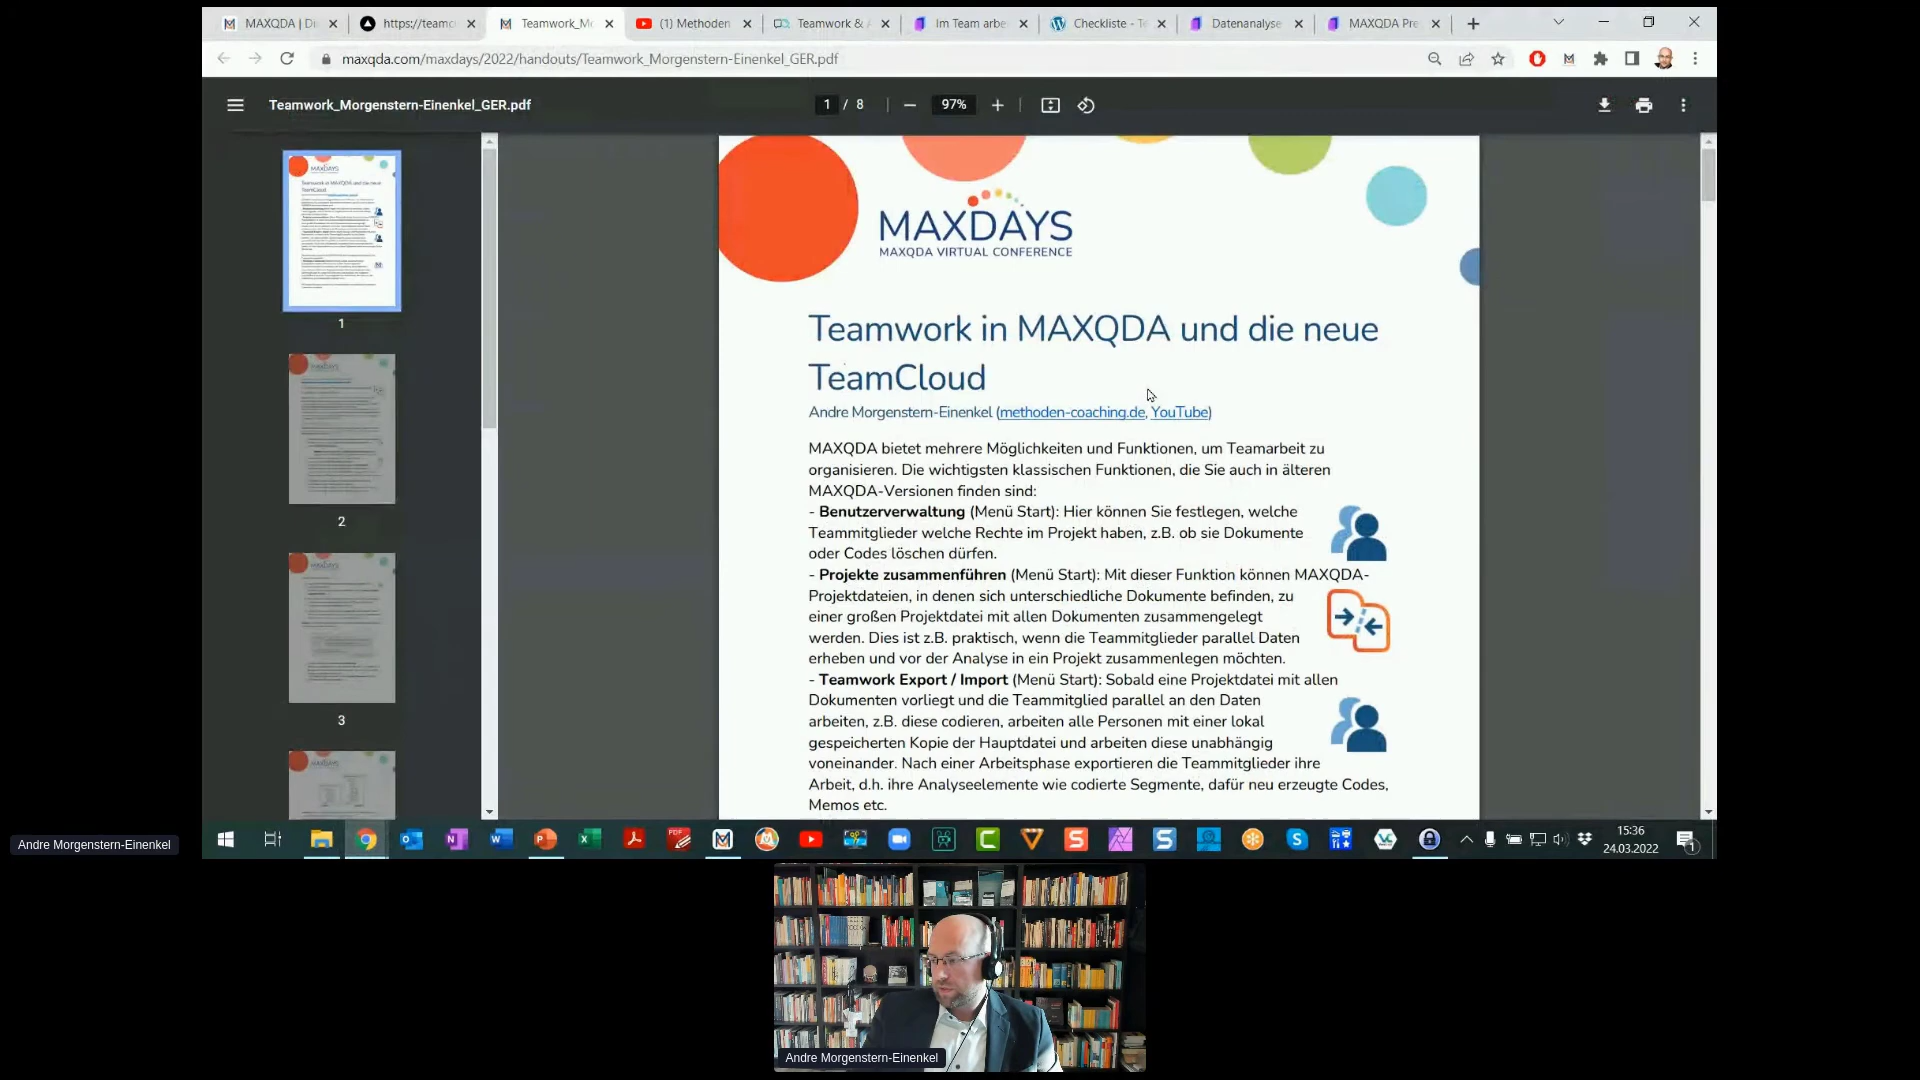 MAXQDA | Di
https://teamc
Teamwork_Mo
(1) Methoden
Teamwork & A
Im Team arbe
Checkliste - Te
Datenanalyse
MAXQDA Pre
maxqda.com/maxdays/2022/handouts/Teamwork_Morgenstern-Einenkel_GER.pdf
Teamwork_Morgenstern-Einenkel_GER.pdf
1 / 8
97%
1
2
3
MAXDAYS
MAXQDA VIRTUAL CONFERENCE
Teamwork in MAXQDA und die neue
TeamCloud
Andre Morgenstern-Einenkel (methoden-coaching.de, YouTube)
MAXQDA bietet mehrere Möglichkeiten und Funktionen, um Teamarbeit zu
organisieren. Die wichtigsten klassischen Funktionen, die Sie auch in älteren
MAXQDA-Versionen finden sind:
- Benutzerverwaltung (Menü Start): Hier können Sie festlegen, welche
Teammitglieder welche Rechte im Projekt haben, z.B. ob sie Dokumente
oder Codes löschen dürfen.
- Projekte zusammenführen (Menü Start): Mit dieser Funktion können MAXQDA-
Projektdateien, in denen sich unterschiedliche Dokumente befinden, zu
einer großen Projektdatei mit allen Dokumenten zusammengelegt
werden. Dies ist z.B. praktisch, wenn die Teammitglieder parallel Daten
erheben und vor der Analyse in ein Projekt zusammenlegen möchten.
- Teamwork Export / Import (Menü Start): Sobald eine Projektdatei mit allen
Dokumenten vorliegt und die Teammitglied parallel an den Daten
arbeiten, z.B. diese codieren, arbeiten alle Personen mit einer lokal
gespeicherten Kopie der Hauptdatei und arbeiten diese unabhängig
voneinander. Nach einer Arbeitsphase exportieren die Teammitglieder ihre
Arbeit, d.h. ihre Analyseelemente wie codierte Segmente, dafür neu erzeugte Codes,
Memos etc.
15:36
24.03.2022
Andre Morgenstern-Einenkel
Andre Morgenstern-Einenkel